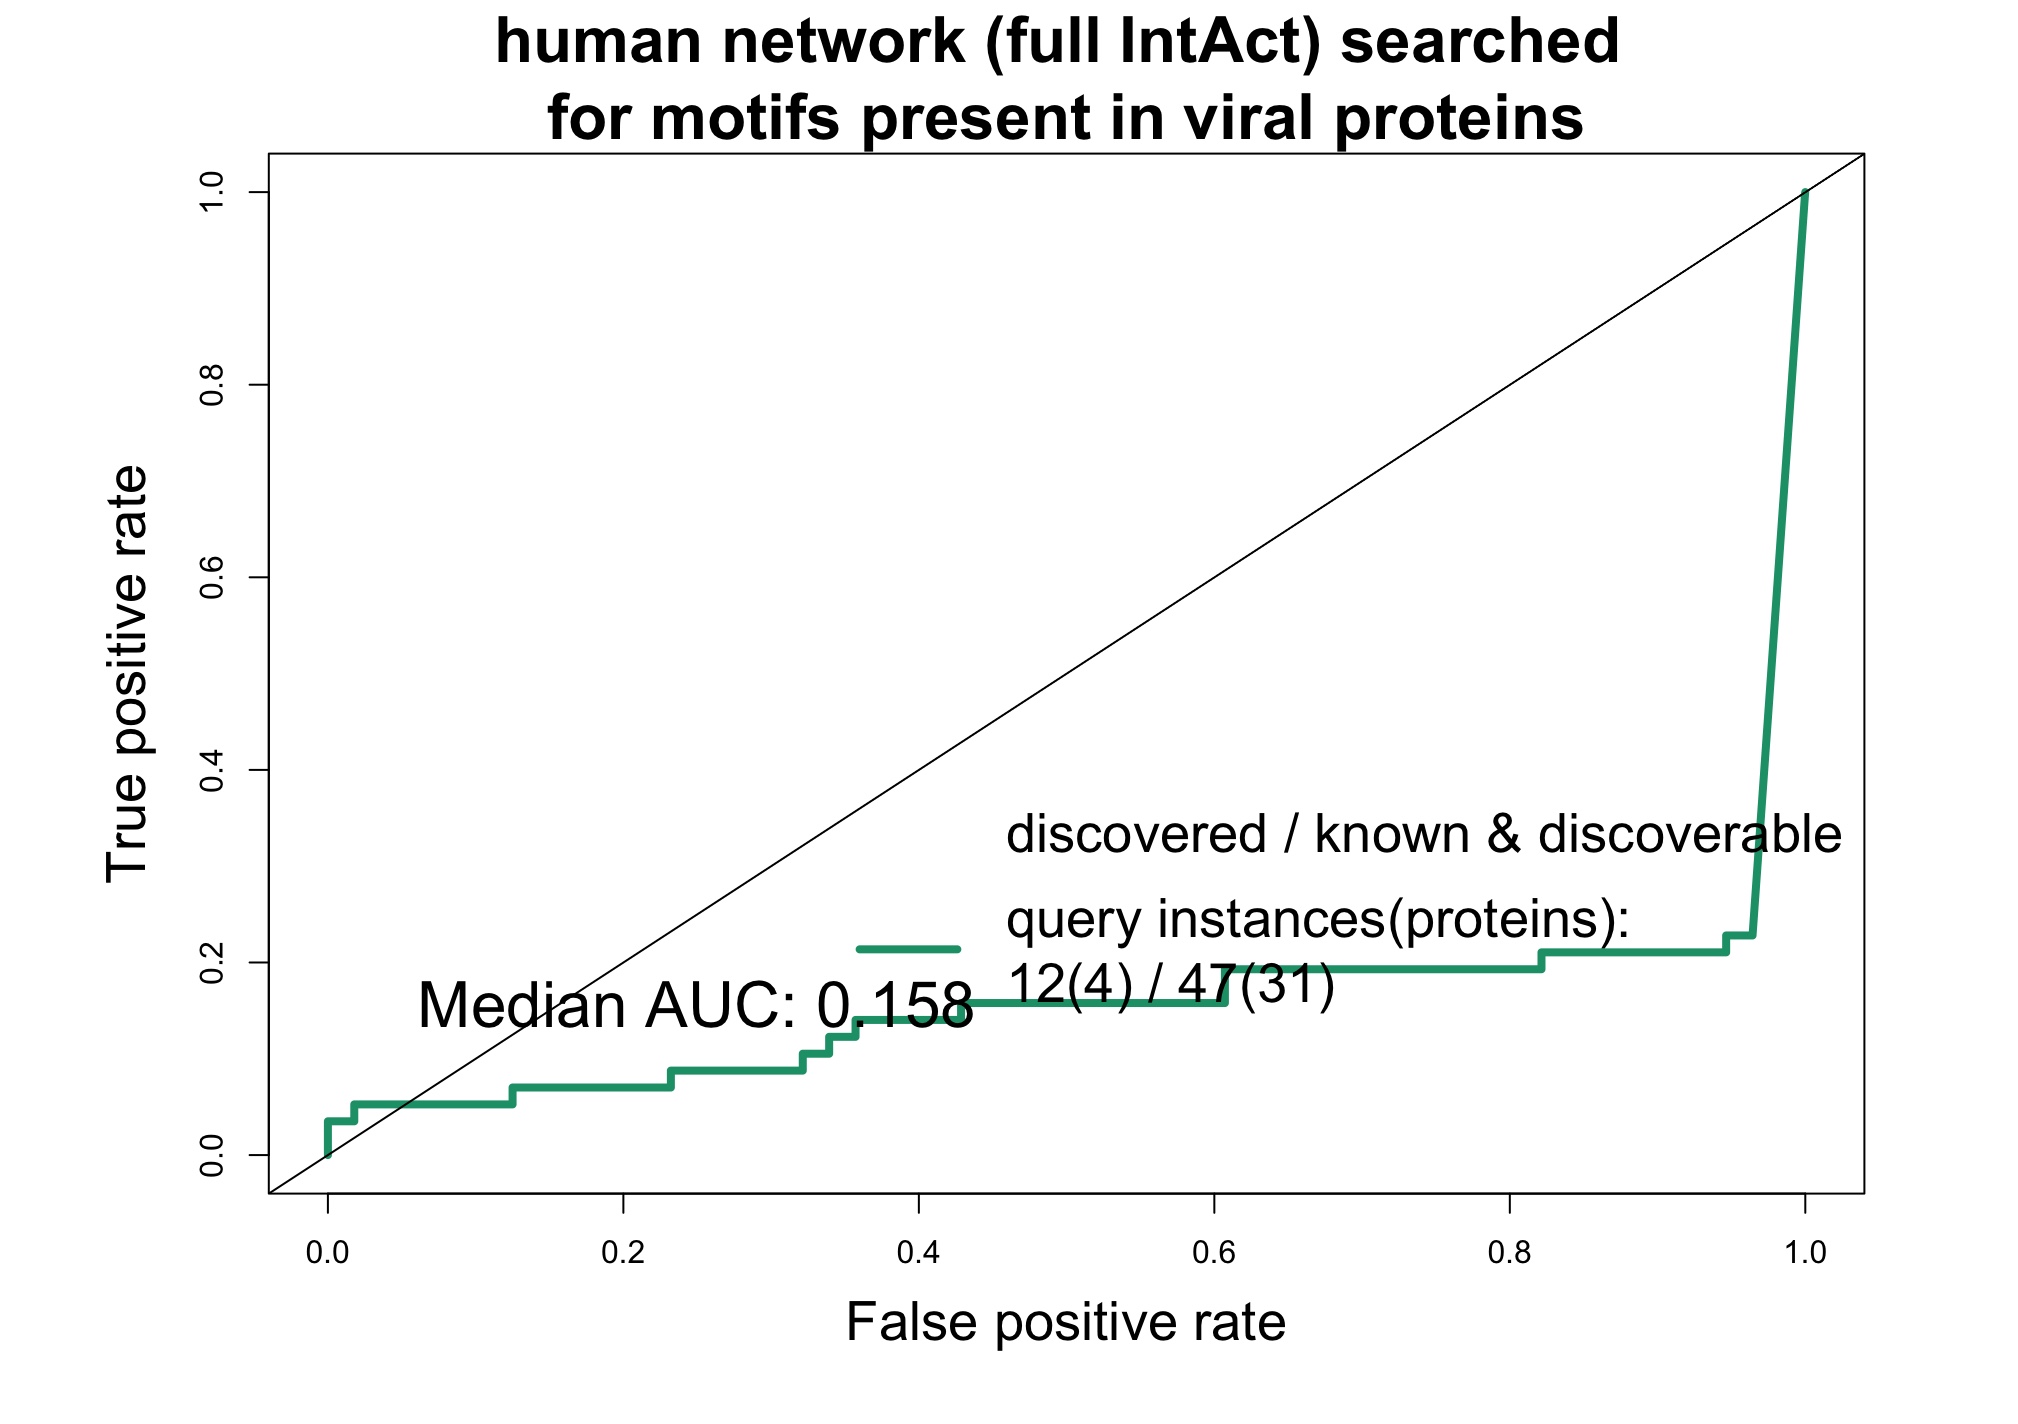 human network (full IntAct) searched
for motifs present in viral proteins
True positive rate
1.0
0.8
0.6
0.4
0.2
0.0
discovered / known & discoverable
query instances(proteins):
12(4) / 47(31)
Median AUC: 0.158
0.0
0.2
0.4
0.6
0.8
1.0
False positive rate